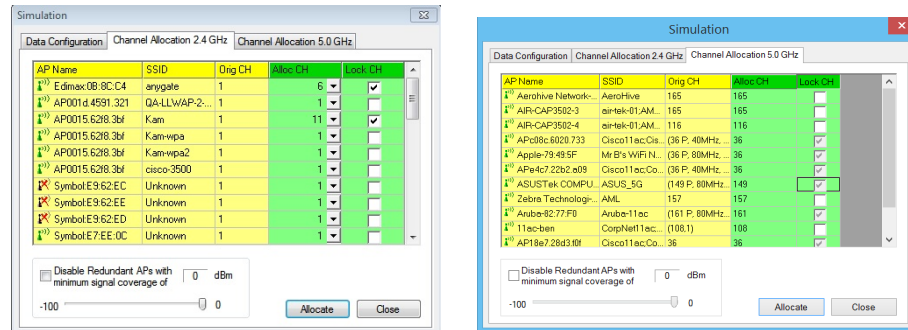 Simulation
Data Configuration Channel Allocation 2.4 GHz Channel Allocation 5.0 GHz
AP Name SSID Orig CH Alloc CH Lock CH
Edimax:0B:8C:C4 anygate 1 6
AP001d.4591.321 QA-LLWAP-2-... 1 1
AP0015.62f8.3bf Kam 1 11
AP0015.62f8.3bf Kam-wpa 1 1
AP0015.62f8.3bf Kam-wpa2 1 1
AP0015.62f8.3bf cisco-3500 1 1
Symbol:E9:62:EC Unknown 1 1
Symbol:E9:62:EE Unknown 1 1
Symbol:E9:62:ED Unknown 1 1
Symbol:E7:EE:0C Unknown 1 1
Disable Redundant APs with
minimum signal coverage of 0 dBm
-100 0 Allocate Close
Simulation
Data Configuration Channel Allocation 2.4 GHz Channel Allocation 5.0 GHz
AP Name SSID Orig CH Alloc CH Lock CH
Aerohive Network-... AeroHive 165 165
AIR-CAP3502-3 air-tek-01;AM... 165 165
AIR-CAP3502-4 air-tek-01;AM... 116 116
APc08c.6020.733 Cisco11ac;Cis... (36 P, 40MHz, ... 36
Apple-79:49:5F Mr B's WiFi N... (36 P, 80MHz, ... 36
APe4c7.22b2.a09 Cisco11ac;Co... (36 P, 40MHz, ... 36
ASUSTek COMPU... ASUS_5G (149 P, 80MHz... 149
Zebra Technologi-... AML 157 157
Aruba-82:77:F0 Aruba-11ac (161 P, 80MHz... 161
11ac-ben CorpNet11ac;... (108,1) 108
AP18e7.28d3.f0f Cisco11ac;Co... 36 36
Disable Redundant APs with
minimum signal coverage of 0 dBm
-100 0 Allocate Close